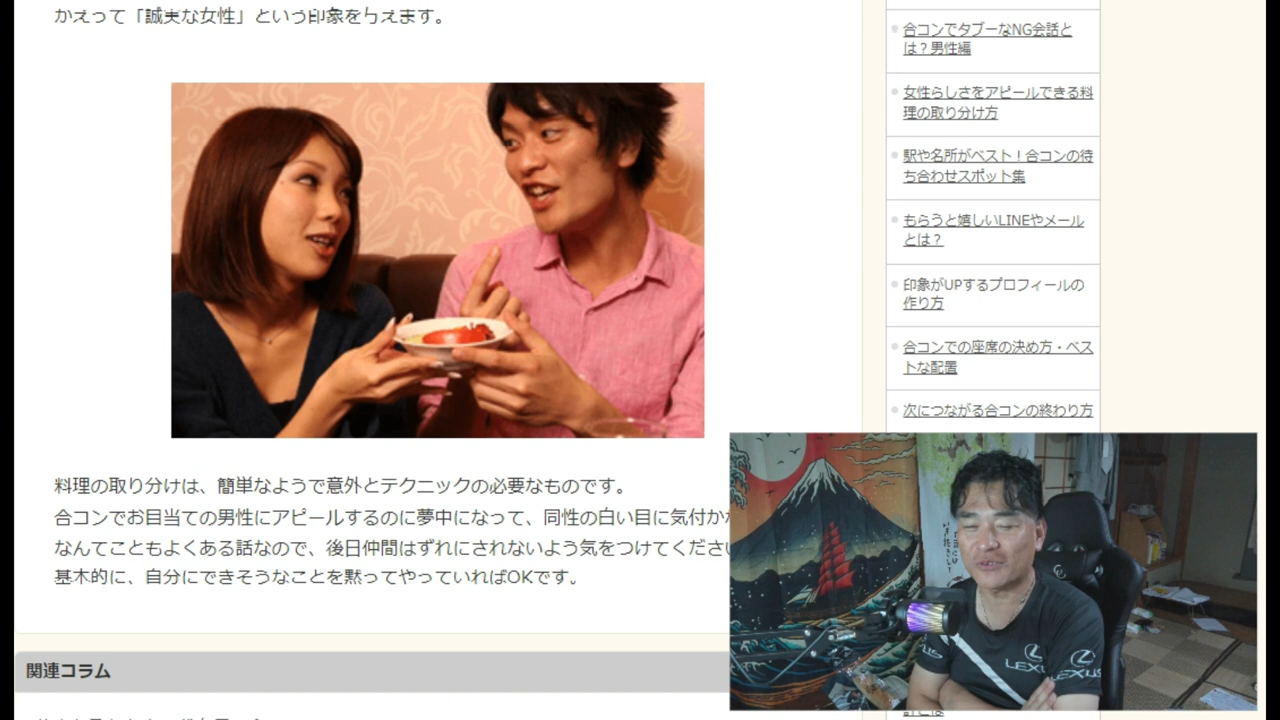 かえって「誠実な女性」という印象を与えます。
料理の取り分けは、簡単なようで意外とテクニックの必要なものです。
合コンでお目当ての男性にアピールするのに夢中になって、同性の白い目に気付か
なんてこともよくある話なので、後日仲間はずれにされないよう気をつけてくださ
基本的に、自分にできそうなことを黙ってやっていればOKです。
関連コラム
合コンでタブーなNG会話と
は？男性編
女性らしさをアピールできる料
理の取り分け方
駅や名所がベスト！合コンの待
ち合わせスポット集
もらうと嬉しいLINEやメール
とは？
印象がUPするプロフィールの
作り方
合コンでの座席の決め方・ベス
トな配置
次につながる合コンの終わり方
LEXUS